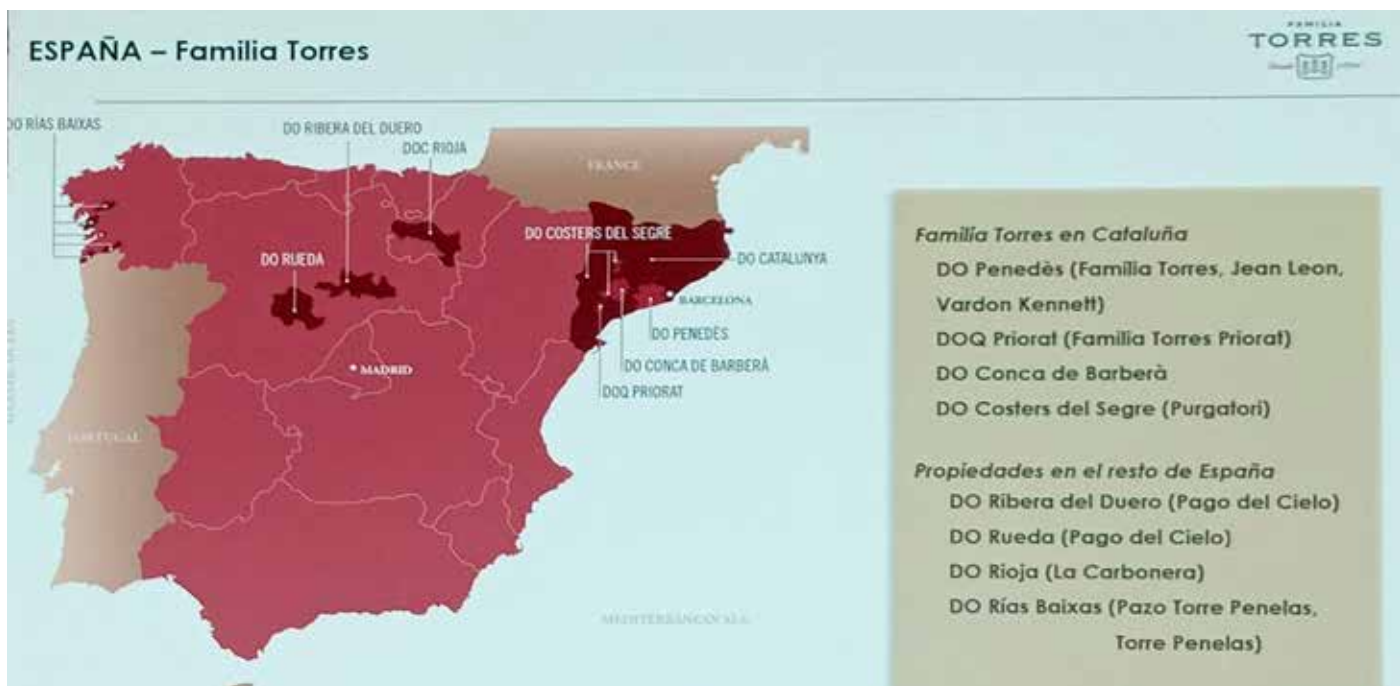 ESPAÑA – Familia Torres
FAMILIA
TORRES
DO RÍAS BAIXAS
DO RIBERA DEL DUERO
DOC RIOJA
FRANCE
DO COSTERS DEL SEGRE
DO RUEDA
DO CATALUNYA
BARCELONA
DO PENEDÈS
MADRID
DO CONCA DE BARBERÀ
DOQ PRIORAT
PORTUGAL
MEDITERRANEAN SEA
Familia Torres en Cataluña
DO Penedès (Familia Torres, Jean Leon,
Vardon Kennett)
DOQ Priorat (Familia Torres Priorat)
DO Conca de Barberà
DO Costers del Segre (Purgatori)
Propiedades en el resto de España
DO Ribera del Duero (Pago del Cielo)
DO Rueda (Pago del Cielo)
DO Rioja (La Carbonera)
DO Rías Baixas (Pazo Torre Penelas,
Torre Penelas)